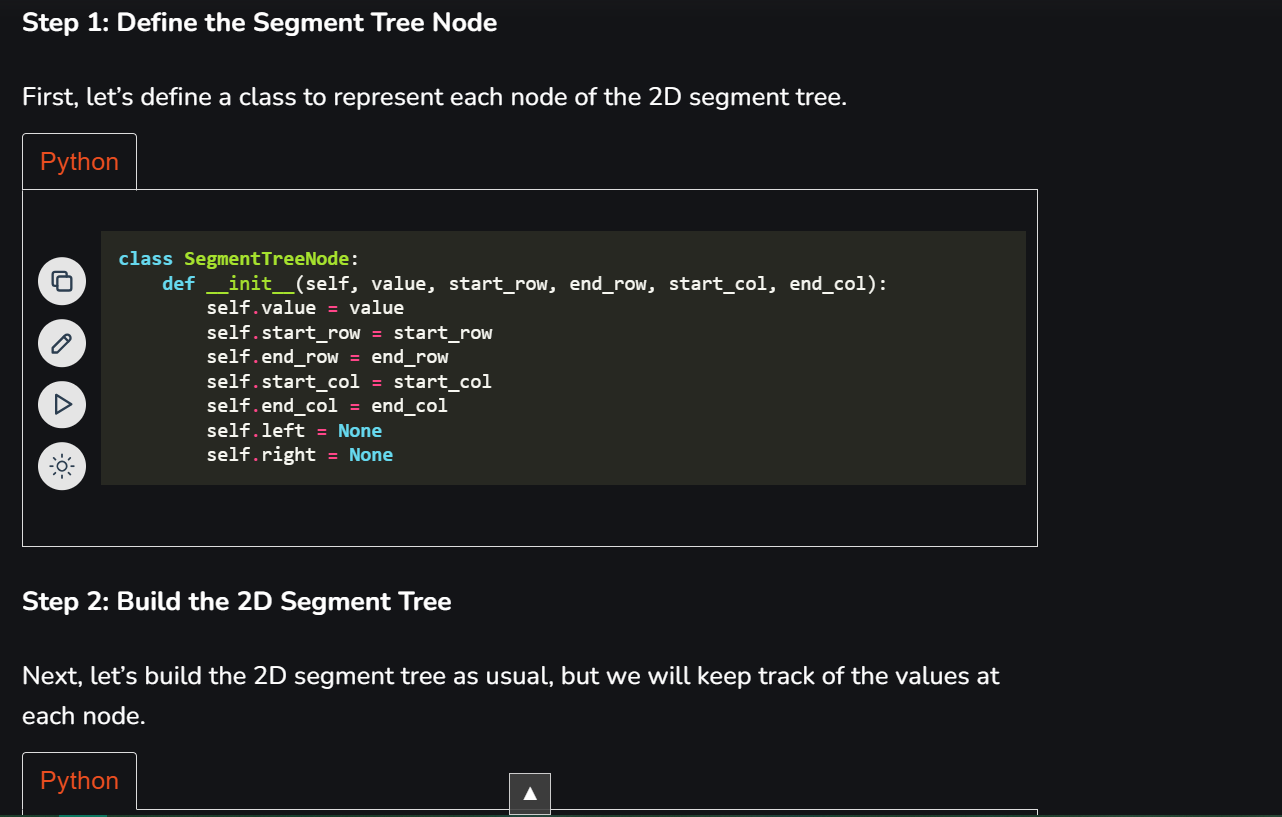 Step 1: Define the Segment Tree Node
First, let’s define a class to represent each node of the 2D segment tree.
Python
class SegmentTreeNode:
    def __init__(self, value, start_row, end_row, start_col, end_col):
        self.value = value
        self.start_row = start_row
        self.end_row = end_row
        self.start_col = start_col
        self.end_col = end_col
        self.left = None
        self.right = None
Step 2: Build the 2D Segment Tree
Next, let’s build the 2D segment tree as usual, but we will keep track of the values at
each node.
Python